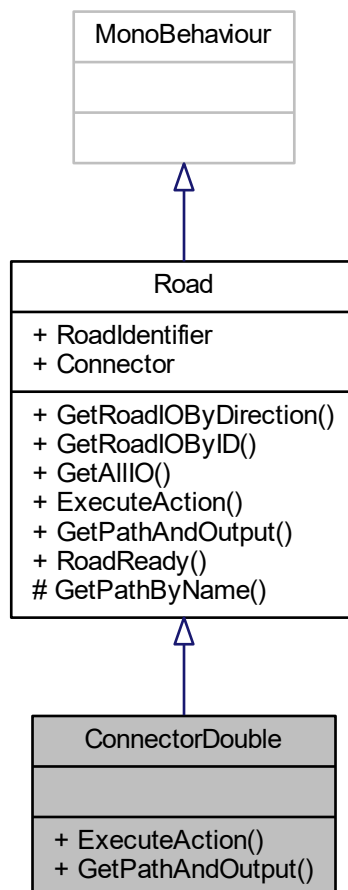 MonoBehaviour
Road
+ RoadIdentifier
+ Connector
+ GetRoadIOByDirection()
+ GetRoadIOByID()
+ GetAllIO()
+ ExecuteAction()
+ GetPathAndOutput()
+ RoadReady()
# GetPathByName()
ConnectorDouble
+ ExecuteAction()
+ GetPathAndOutput()